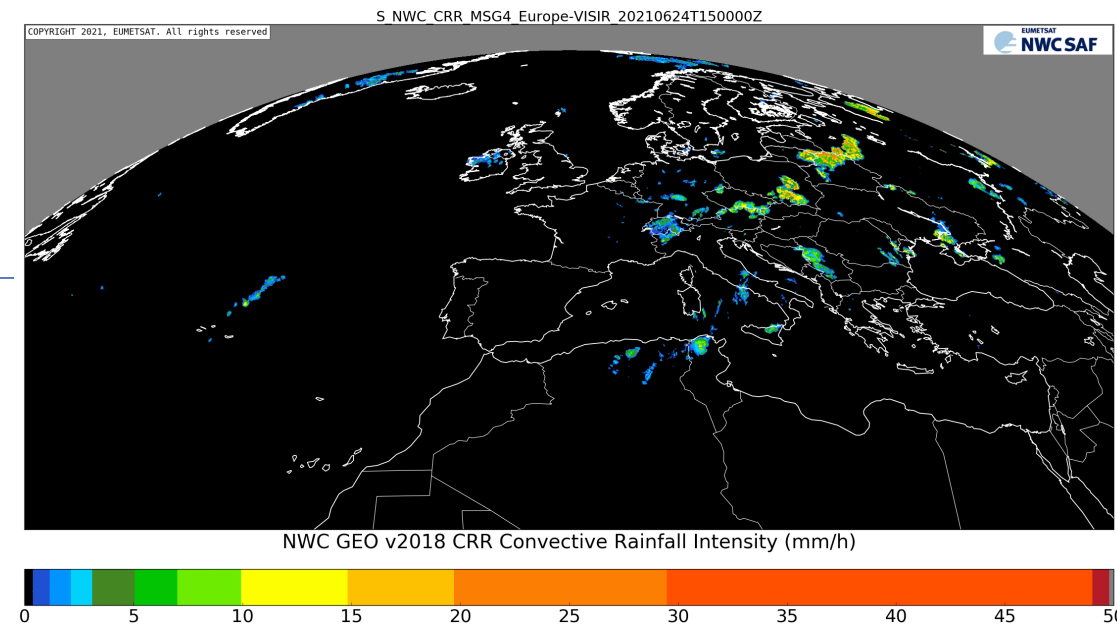 S_NWC_CRR_MSG4_Europe-VISIR_20210624T150000Z
COPYRIGHT 2021, EUMETSAT. All rights reserved
EUMETSAT
NWC SAF
NWC GEO v2018 CRR Convective Rainfall Intensity (mm/h)
0 5 10 15 20 25 30 35 40 45 50